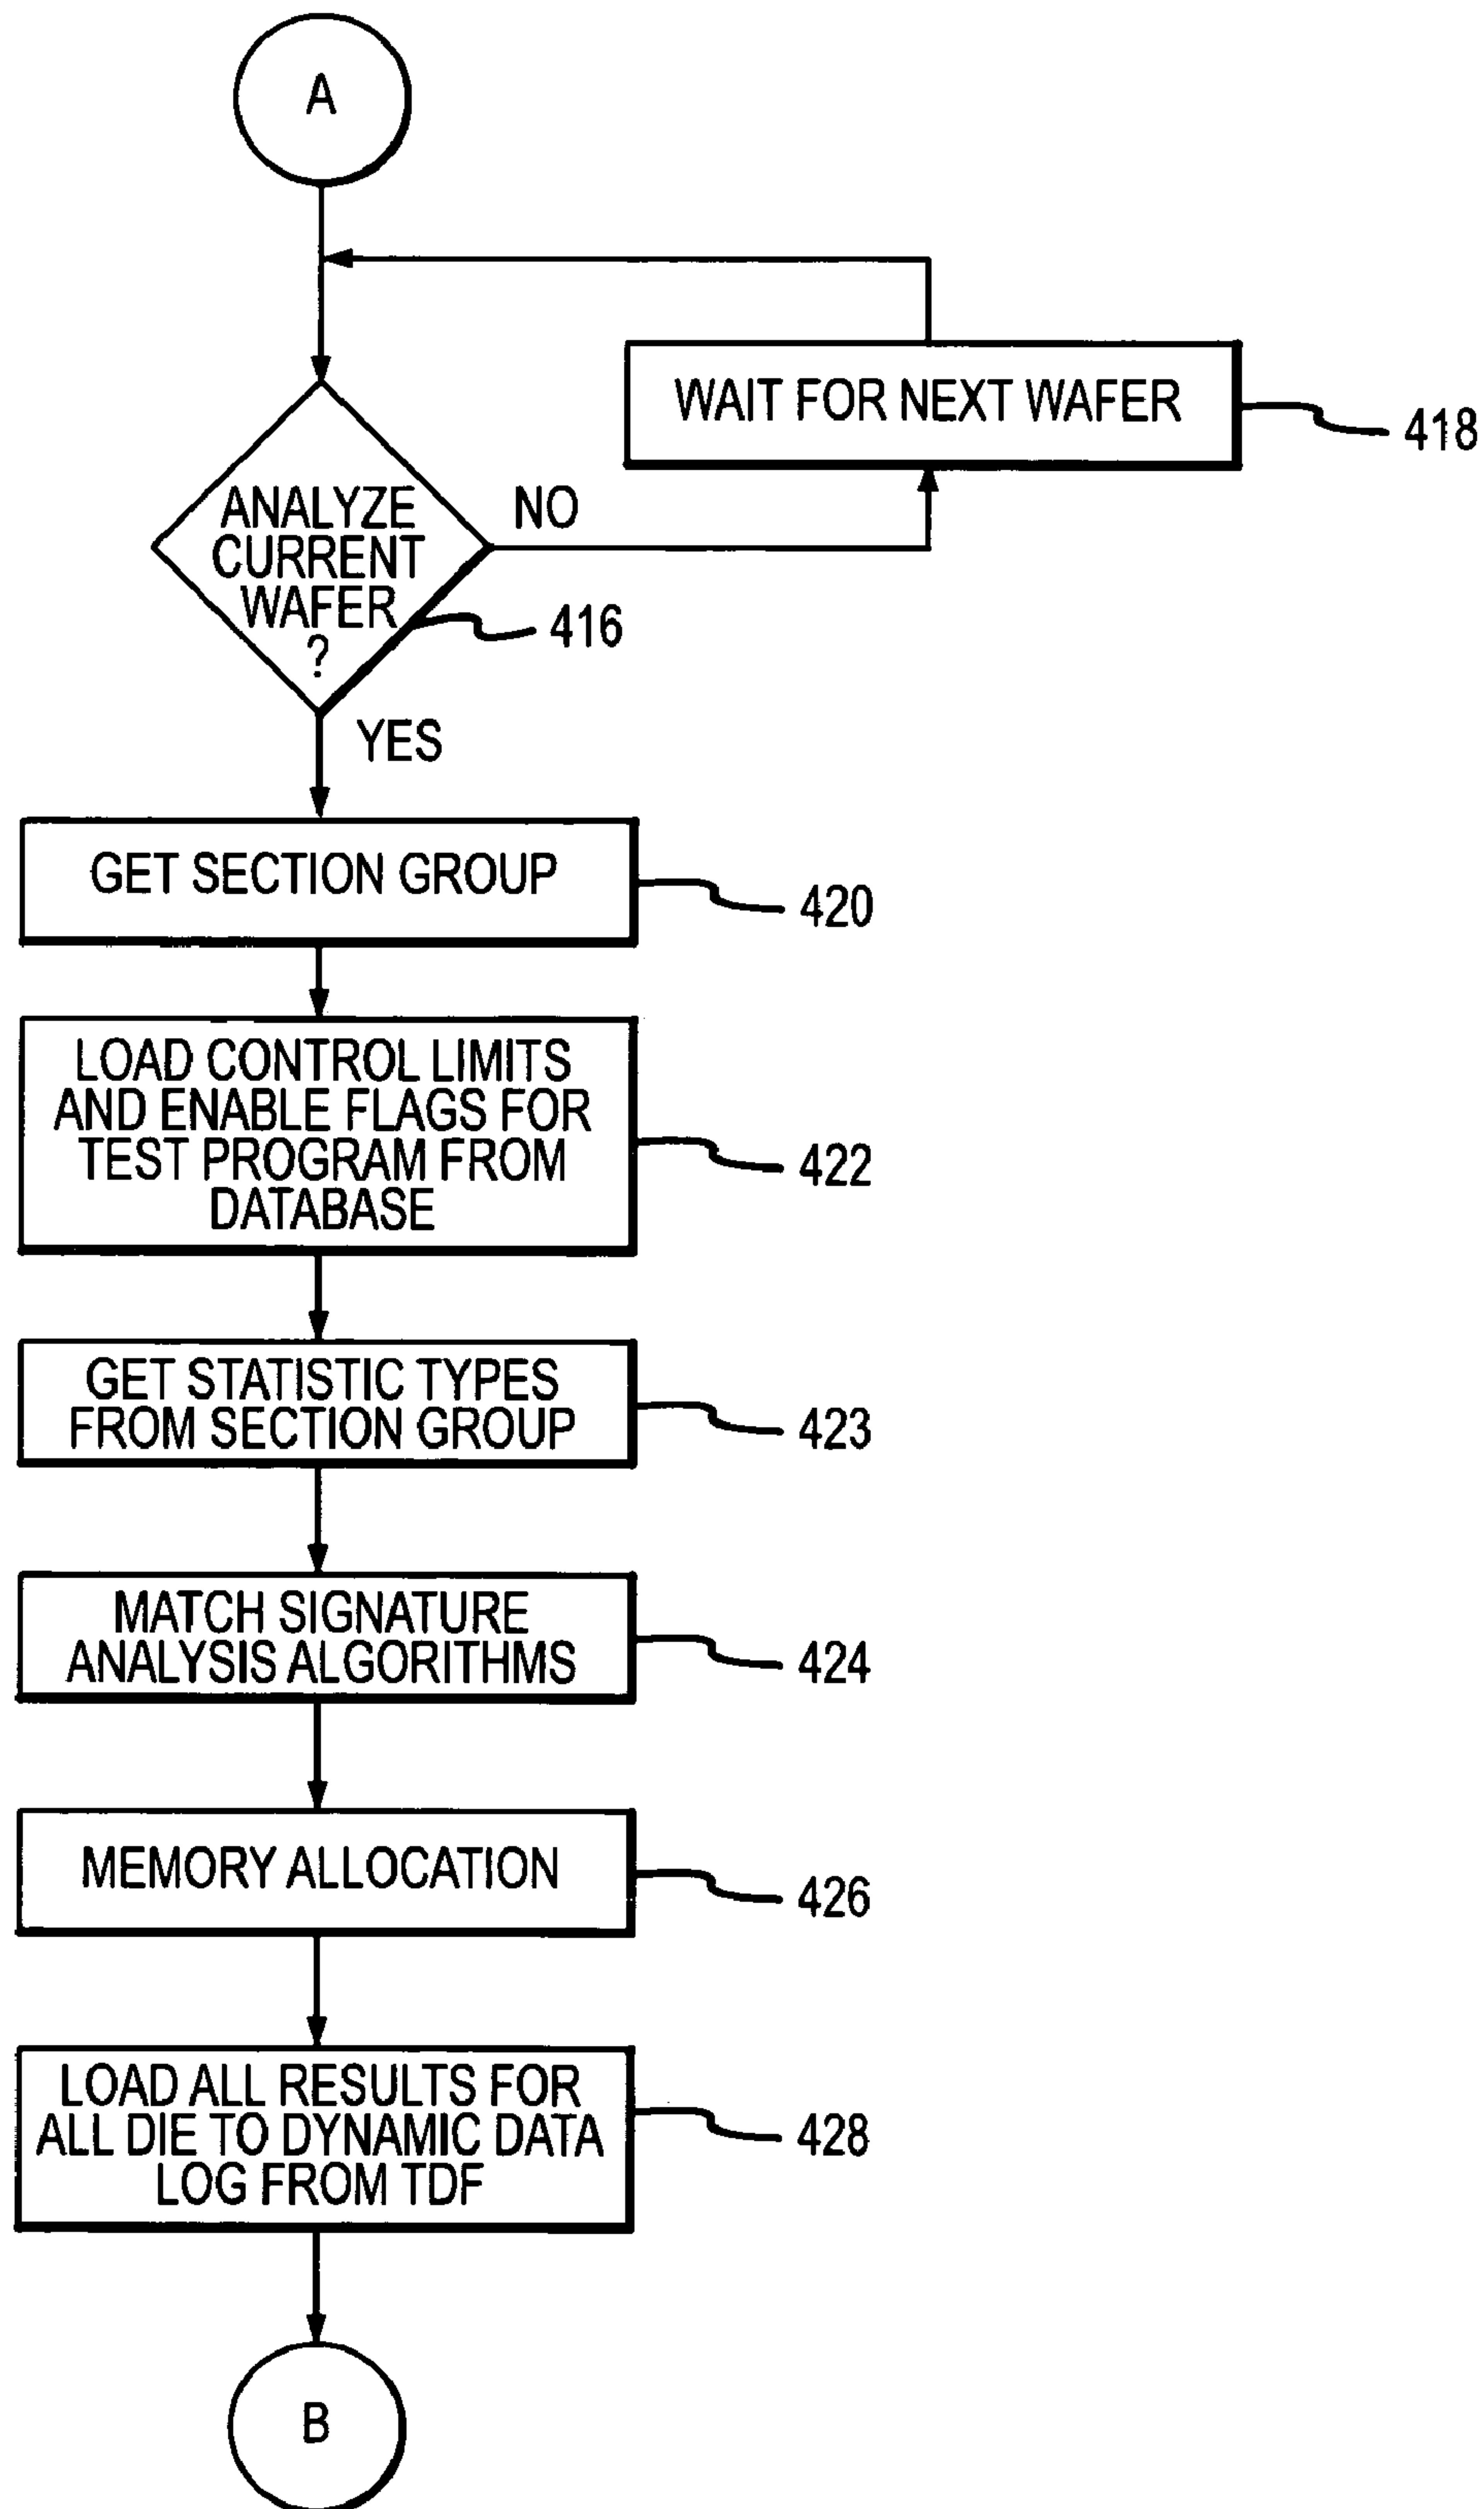 A
WAIT FOR NEXT WAFER
418
ANALYZE
CURRENT
WAFER
?
NO
416
YES
GET SECTION GROUP
420
LOAD CONTROL LIMITS
AND ENABLE FLAGS FOR
TEST PROGRAM FROM
DATABASE
422
GET STATISTIC TYPES
FROM SECTION GROUP
423
MATCH SIGNATURE
ANALYSIS ALGORITHMS
424
MEMORY ALLOCATION
426
LOAD ALL RESULTS FOR
ALL DIE TO DYNAMIC DATA
LOG FROM TDF
428
B